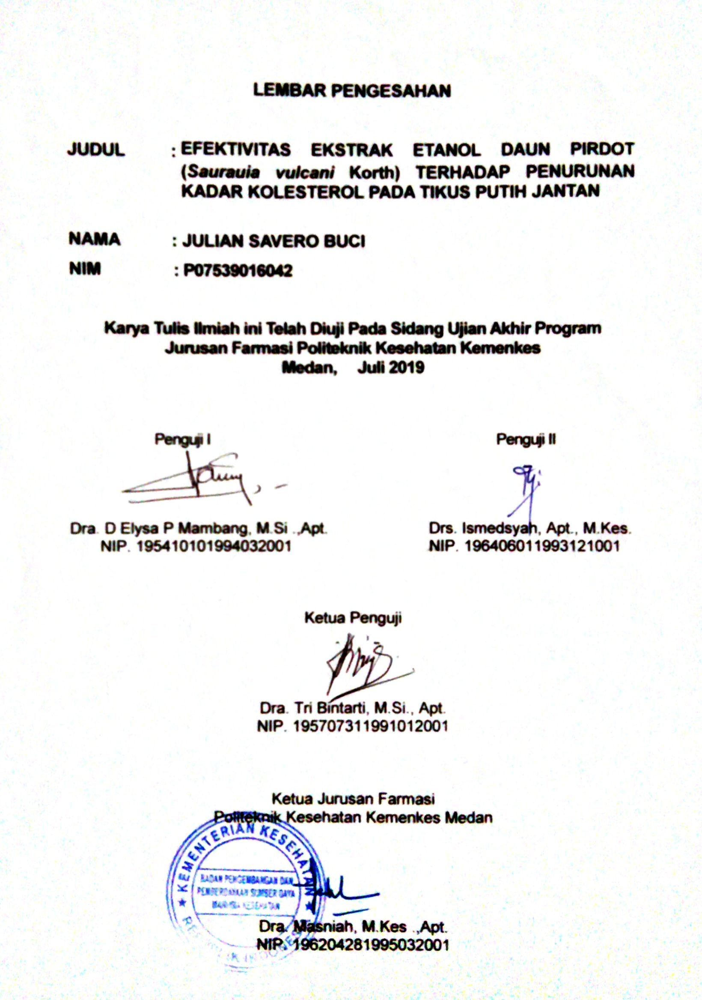 LEMBAR PENGESAHAN
JUDUL : EFEKTIVITAS EKSTRAK ETANOL DAUN PIRDOT
(Saurauia vulcani Korth) TERHADAP PENURUNAN
KADAR KOLESTEROL PADA TIKUS PUTIH JANTAN
NAMA : JULIAN SAVERO BUCI
NIM : P07539016042
Karya Tulis Ilmiah ini Telah Diuji Pada Sidang Ujian Akhir Program
Jurusan Farmasi Politeknik Kesehatan Kemenkes
Medan, Juli 2019
Penguji I Penguji II
Dra. D Elysa P Mambang, M.Si .,Apt. Drs. Ismedsyah, Apt., M.Kes.
NIP. 195410101994032001 NIP. 196406011993121001
Ketua Penguji
Dra. Tri Bintarti, M.Si., Apt.
NIP. 195707311991012001
Ketua Jurusan Farmasi
Politeknik Kesehatan Kemenkes Medan
KEMENTERIAN KESEHATAN
BADAN PENGEMBANGAN DAN
PEMBERDAYAAN SUMBER DAYA
MANUSIA KESEHATAN
Dra. Masniah, M.Kes .,Apt.
NIP. 196204281995032001